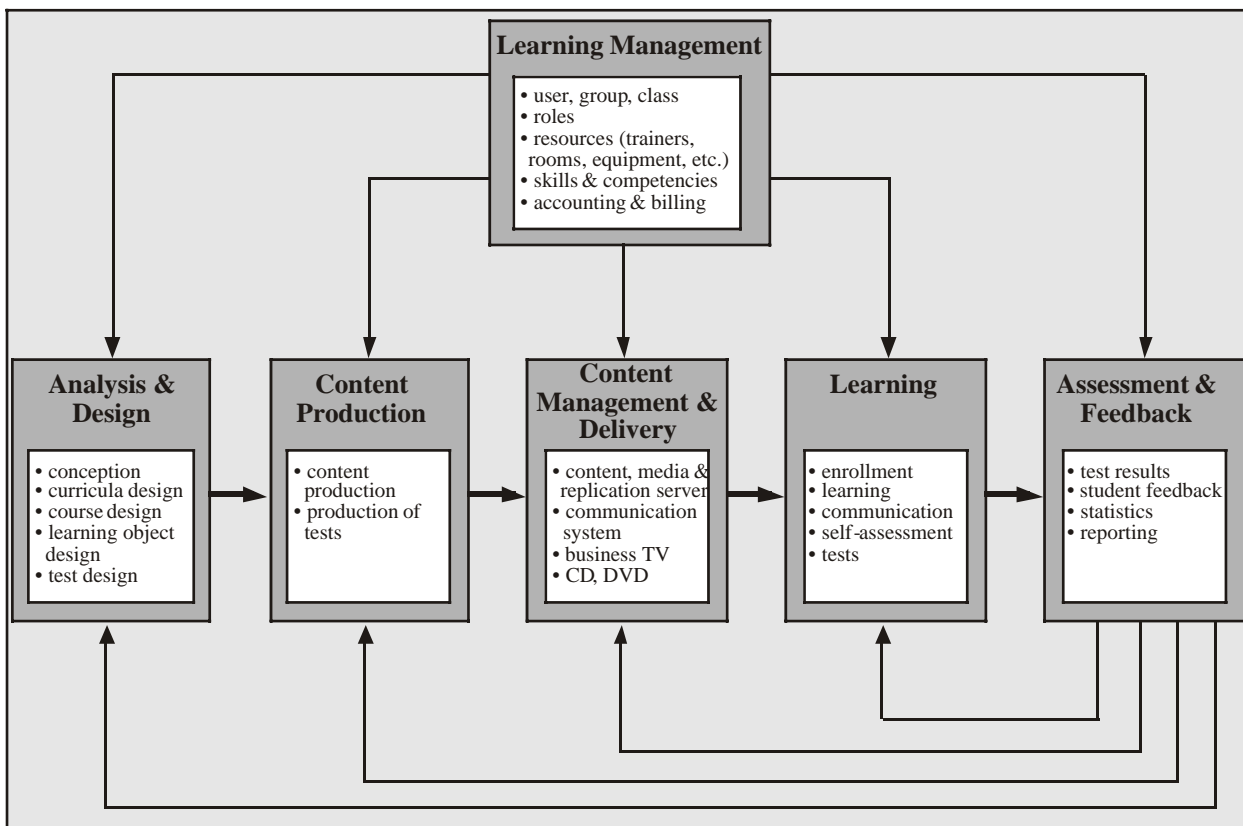 Learning Management
• user, group, class
• roles
• resources (trainers,
rooms, equipment, etc.)
• skills & competencies
• accounting & billing
Analysis &
Design
• conception
• curricula design
• course design
• learning object
design
• test design
Content
Production
• content
production
• production of
tests
Content
Management &
Delivery
• content, media &
replication server
• communication
system
• business TV
• CD, DVD
Learning
• enrollment
• learning
• communication
• self-assessment
• tests
Assessment &
Feedback
• test results
• student feedback
• statistics
• reporting